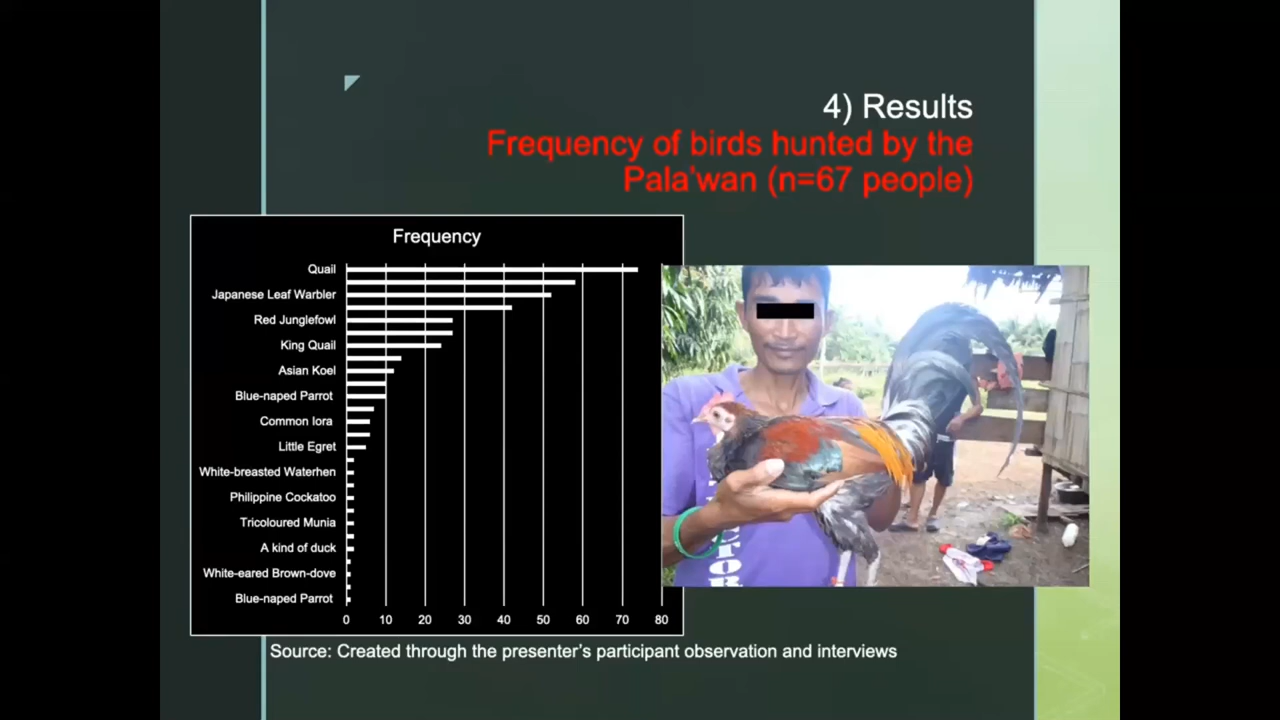 4) Results
Frequency of birds hunted by the
Pala'wan (n=67 people)
Frequency
Quail
Japanese Leaf Warbler
Red Junglefowl
King Quail
Asian Koel
Blue-naped Parrot
Common Iora
Little Egret
White-breasted Waterhen
Philippine Cockatoo
Tricoloured Munia
A kind of duck
White-eared Brown-dove
Blue-naped Parrot
0 10 20 30 40 50 60 70 80
Source: Created through the presenter's participant observation and interviews